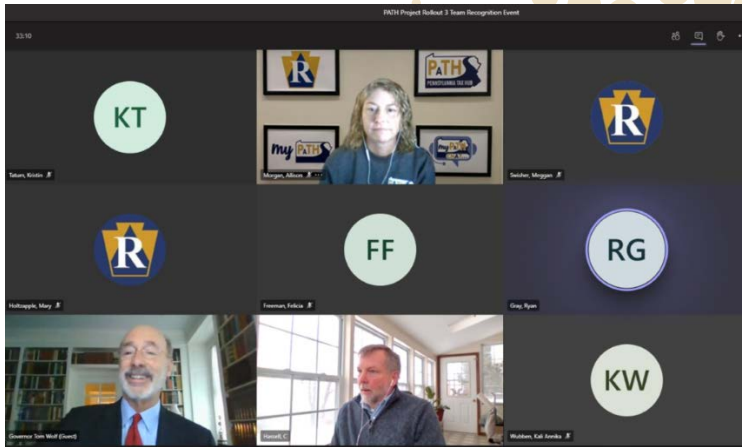 PATH Project Rollout 3 Team Recognition Event
33:10
KT
Tatum, Kristin
R
PATH
PENNSYLVANIA TAX HUB
my PATH
myPATH
Morgan, Allison
R
Swisher, Meggan
R
Holtzapple, Mary
FF
Freeman, Felicia
RG
Gray, Ryan
Governor Tom Wolf (Guest)
Hassell, C
KW
Wubben, Kali Annika